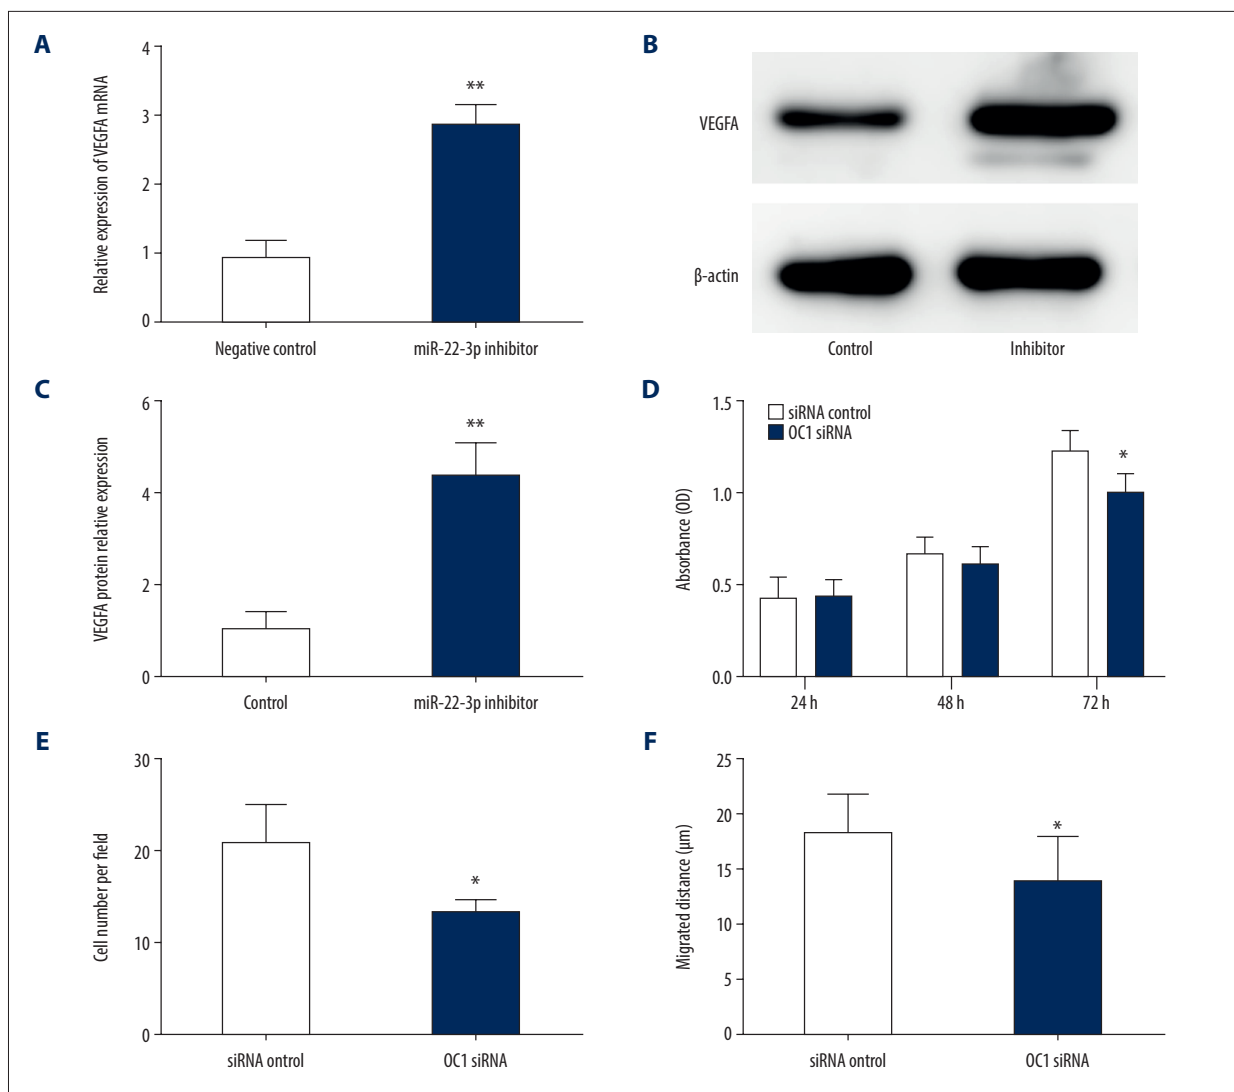 A
Relative expression of VEGFA mRNA
4
3
2
1
0
**
Negative control
miR-22-3p inhibitor
B
VEGFA
β-actin
Control
Inhibitor
C
VEGFA protein relative expression
6
4
2
0
**
Control
miR-22-3p inhibitor
D
Absorbance (OD)
1.5
1.0
0.5
0.0
siRNA control
OC1 siRNA
*
24 h
48 h
72 h
E
Cell number per field
30
20
10
0
*
siRNA ontrol
OC1 siRNA
F
Migrated distance (µm)
25
20
15
10
5
0
*
siRNA ontrol
OC1 siRNA